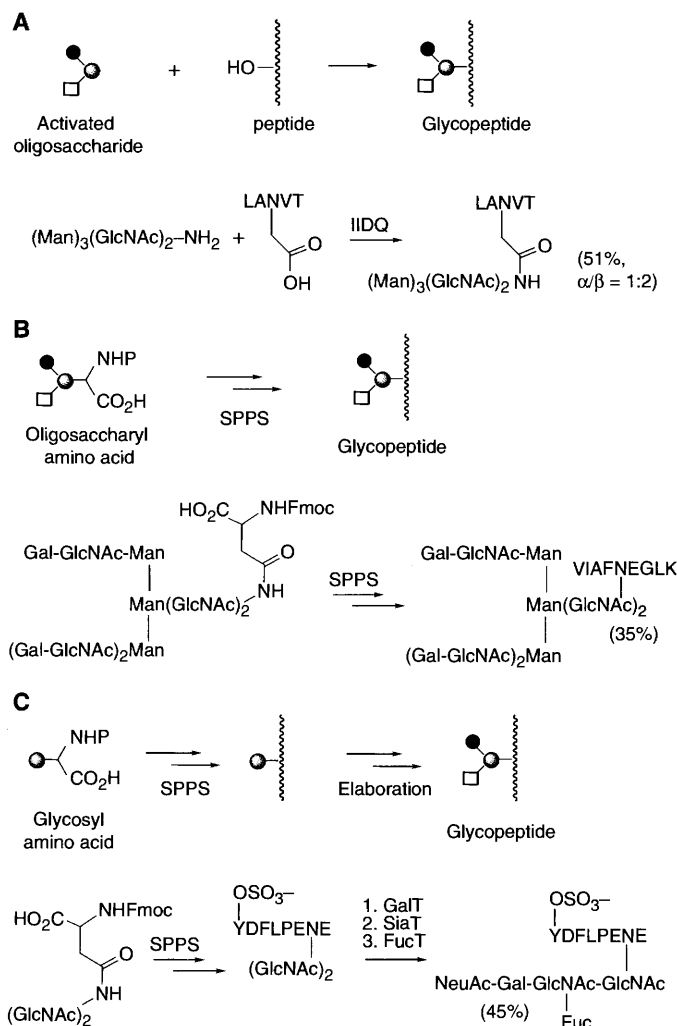 A
HO
+
Activated
oligosaccharide
peptide
Glycopeptide
LANVT
LANVT
(Man)3(GlcNAc)2–NH2 +
O
OH
IIDQ
O
(Man)3(GlcNAc)2 NH
(51%,
α/β = 1:2)
B
NHP
CO2H
SPPS
Oligosaccharyl
amino acid
Glycopeptide
HO2C
NHFmoc
O
NH
Gal-GlcNAc-Man
Man(GlcNAc)2
(Gal-GlcNAc)2Man
SPPS
Gal-GlcNAc-Man
VIAFNEGLK
Man(GlcNAc)2
(35%)
(Gal-GlcNAc)2Man
C
NHP
CO2H
SPPS
Elaboration
Glycosyl
amino acid
Glycopeptide
HO2C
NHFmoc
O
NH
(GlcNAc)2
SPPS
OSO3–
YDFLPENE
(GlcNAc)2
1. GalT
2. SiaT
3. FucT
OSO3–
YDFLPENE
NeuAc-Gal-GlcNAc-GlcNAc
(45%)
Fuc